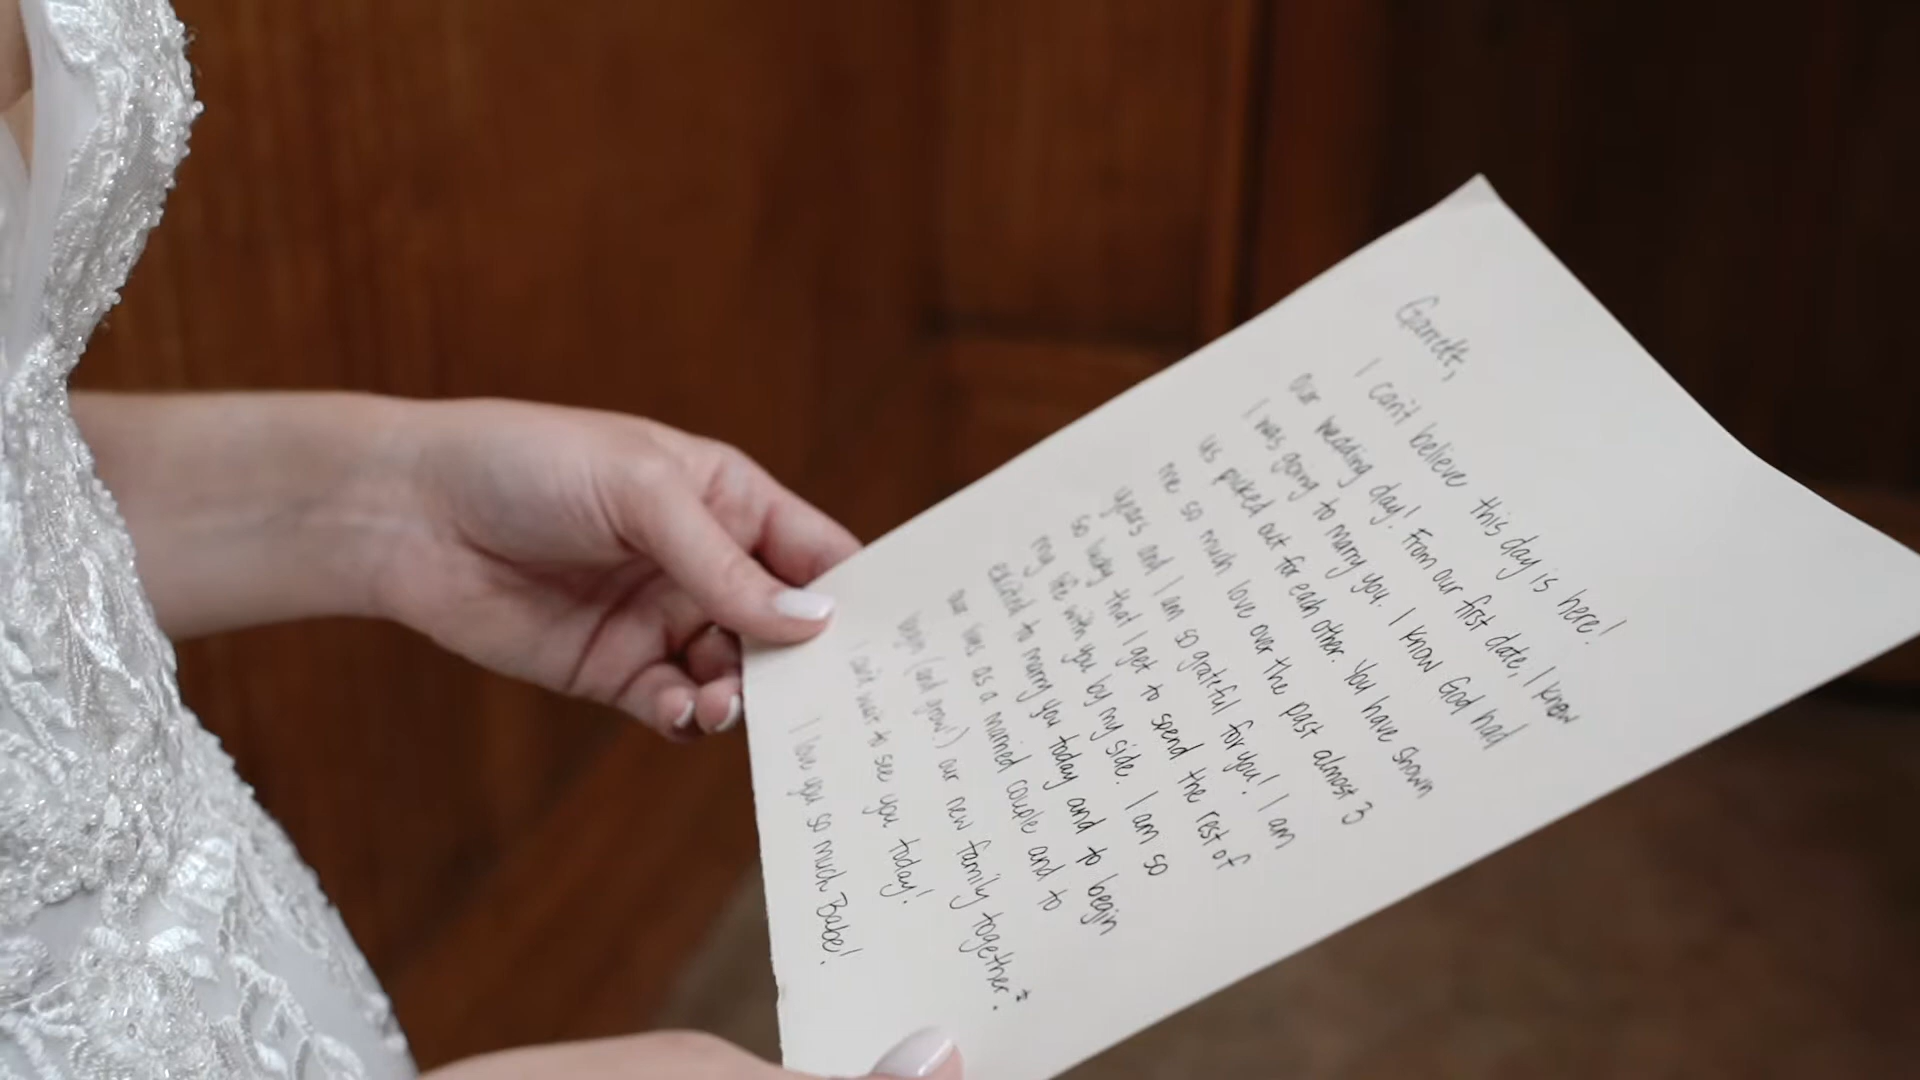 Garrett,
I can't believe this day is here!
our wedding day! From our first date, I knew
I was going to marry you. I know God had
us picked out for each other. You have shown
me so much love over the past almost 3
years and I am so grateful for you! I am
so lucky that I get to spend the rest of
my life with you by my side. I am so
excited to marry you today and to begin
our lives as a married couple and to
begin (and grow!) our new family together.
I can't wait to see you today!
I love you so much Babe!